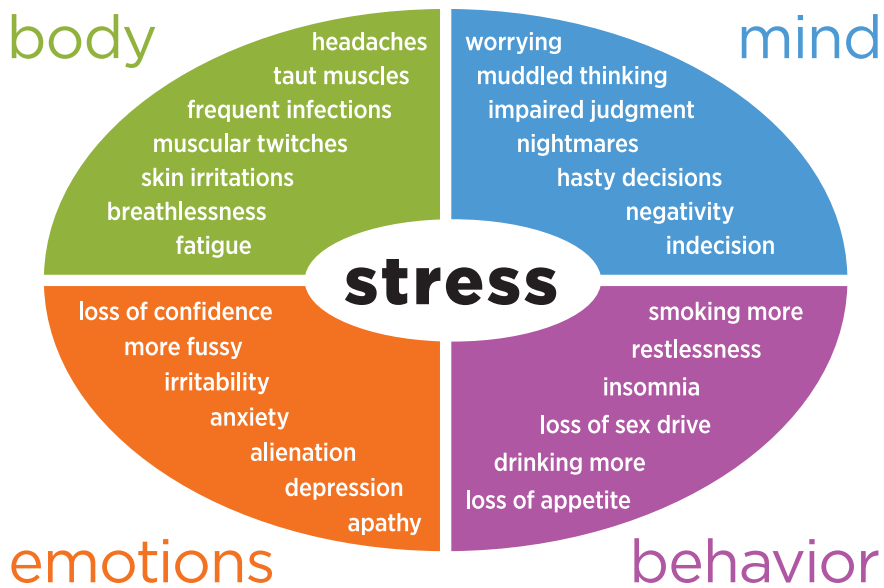 body
headaches
taut muscles
frequent infections
muscular twitches
skin irritations
breathlessness
fatigue
mind
worrying
muddled thinking
impaired judgment
nightmares
hasty decisions
negativity
indecision
stress
loss of confidence
more fussy
irritability
anxiety
alienation
depression
apathy
emotions
smoking more
restlessness
insomnia
loss of sex drive
drinking more
loss of appetite
behavior